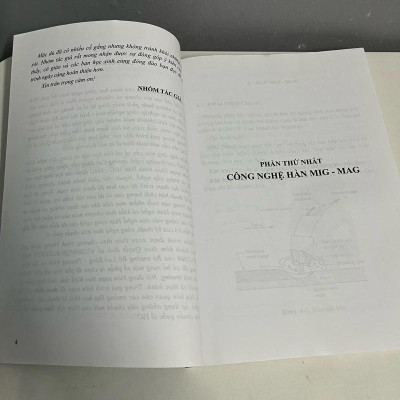 Mặc dù đã có nhiều cố gắng nhưng không tránh khỏi
sót. Nhóm tác giả rất mong nhận được sự đóng góp ý kiến
thầy, cô giáo và các bạn học sinh cùng đông đảo bạn đọc
trình ngày càng hoàn thiện hơn.
Xin trân trọng cảm ơn!
NHÓM TÁC GIẢ
PHẦN THỨ NHẤT
CÔNG NGHỆ HÀN MIG - MAG
4